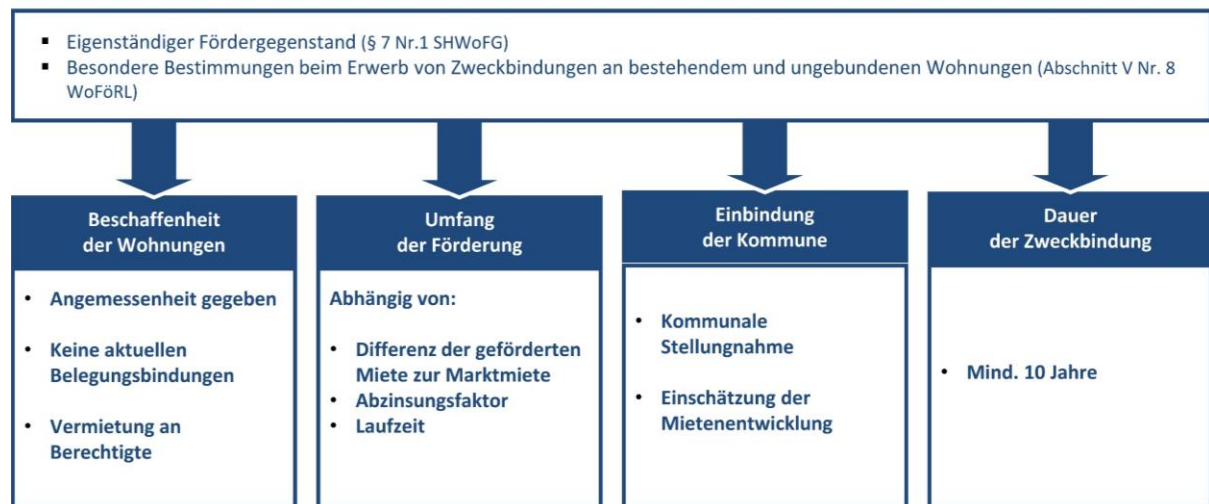 ▪ Eigenständiger Fördergegenstand (§ 7 Nr.1 SHWoFG)
▪ Besondere Bestimmungen beim Erwerb von Zweckbindungen an bestehendem und ungebundenen Wohnungen (Abschnitt V Nr. 8
WoFöRL)
Beschaffenheit
der Wohnungen
• Angemessenheit gegeben
• Keine aktuellen
Belegungsbindungen
• Vermietung an
Berechtigte
Umfang
der Förderung
Abhängig von:
• Differenz der geförderten
Miete zur Marktmiete
• Abzinsungsfaktor
• Laufzeit
Einbindung
der Kommune
• Kommunale
Stellungnahme
• Einschätzung der
Mietenentwicklung
Dauer
der Zweckbindung
• Mind. 10 Jahre